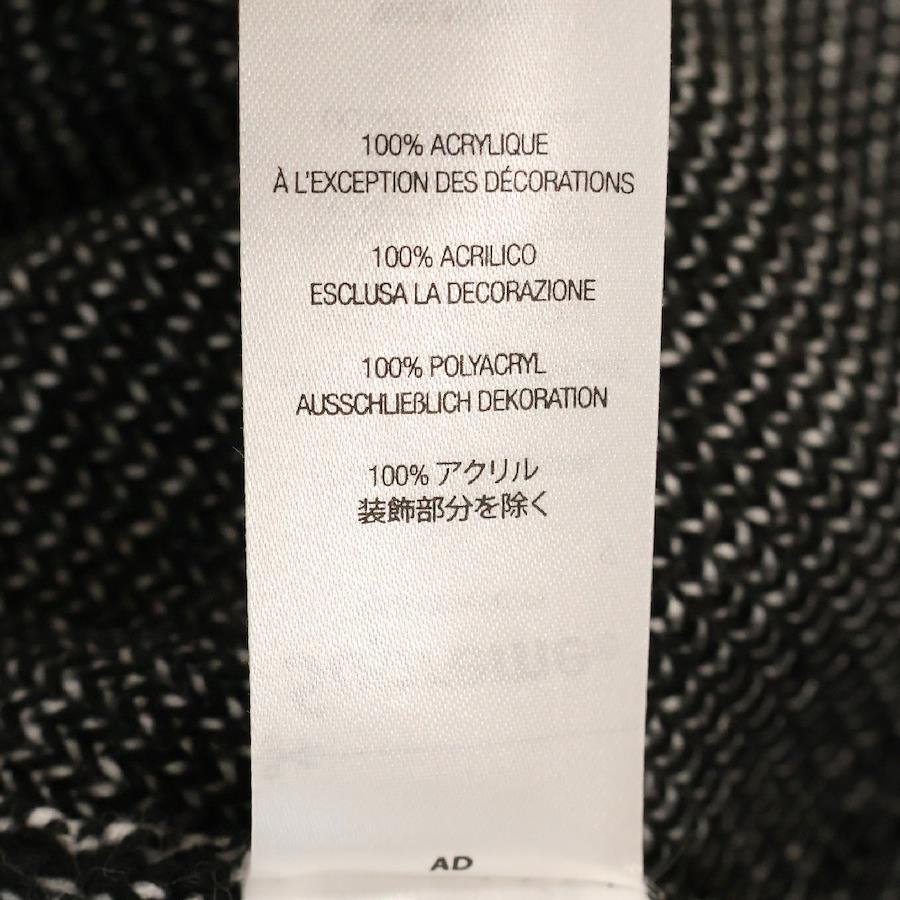 100% ACRYLIQUE
À L'EXCEPTION DES DÉCORATIONS
100% ACRILICO
ESCLUSA LA DECORAZIONE
100% POLYACRYL
AUSSCHLIEßLICH DEKORATION
100% アクリル
装飾部分を除く
AD